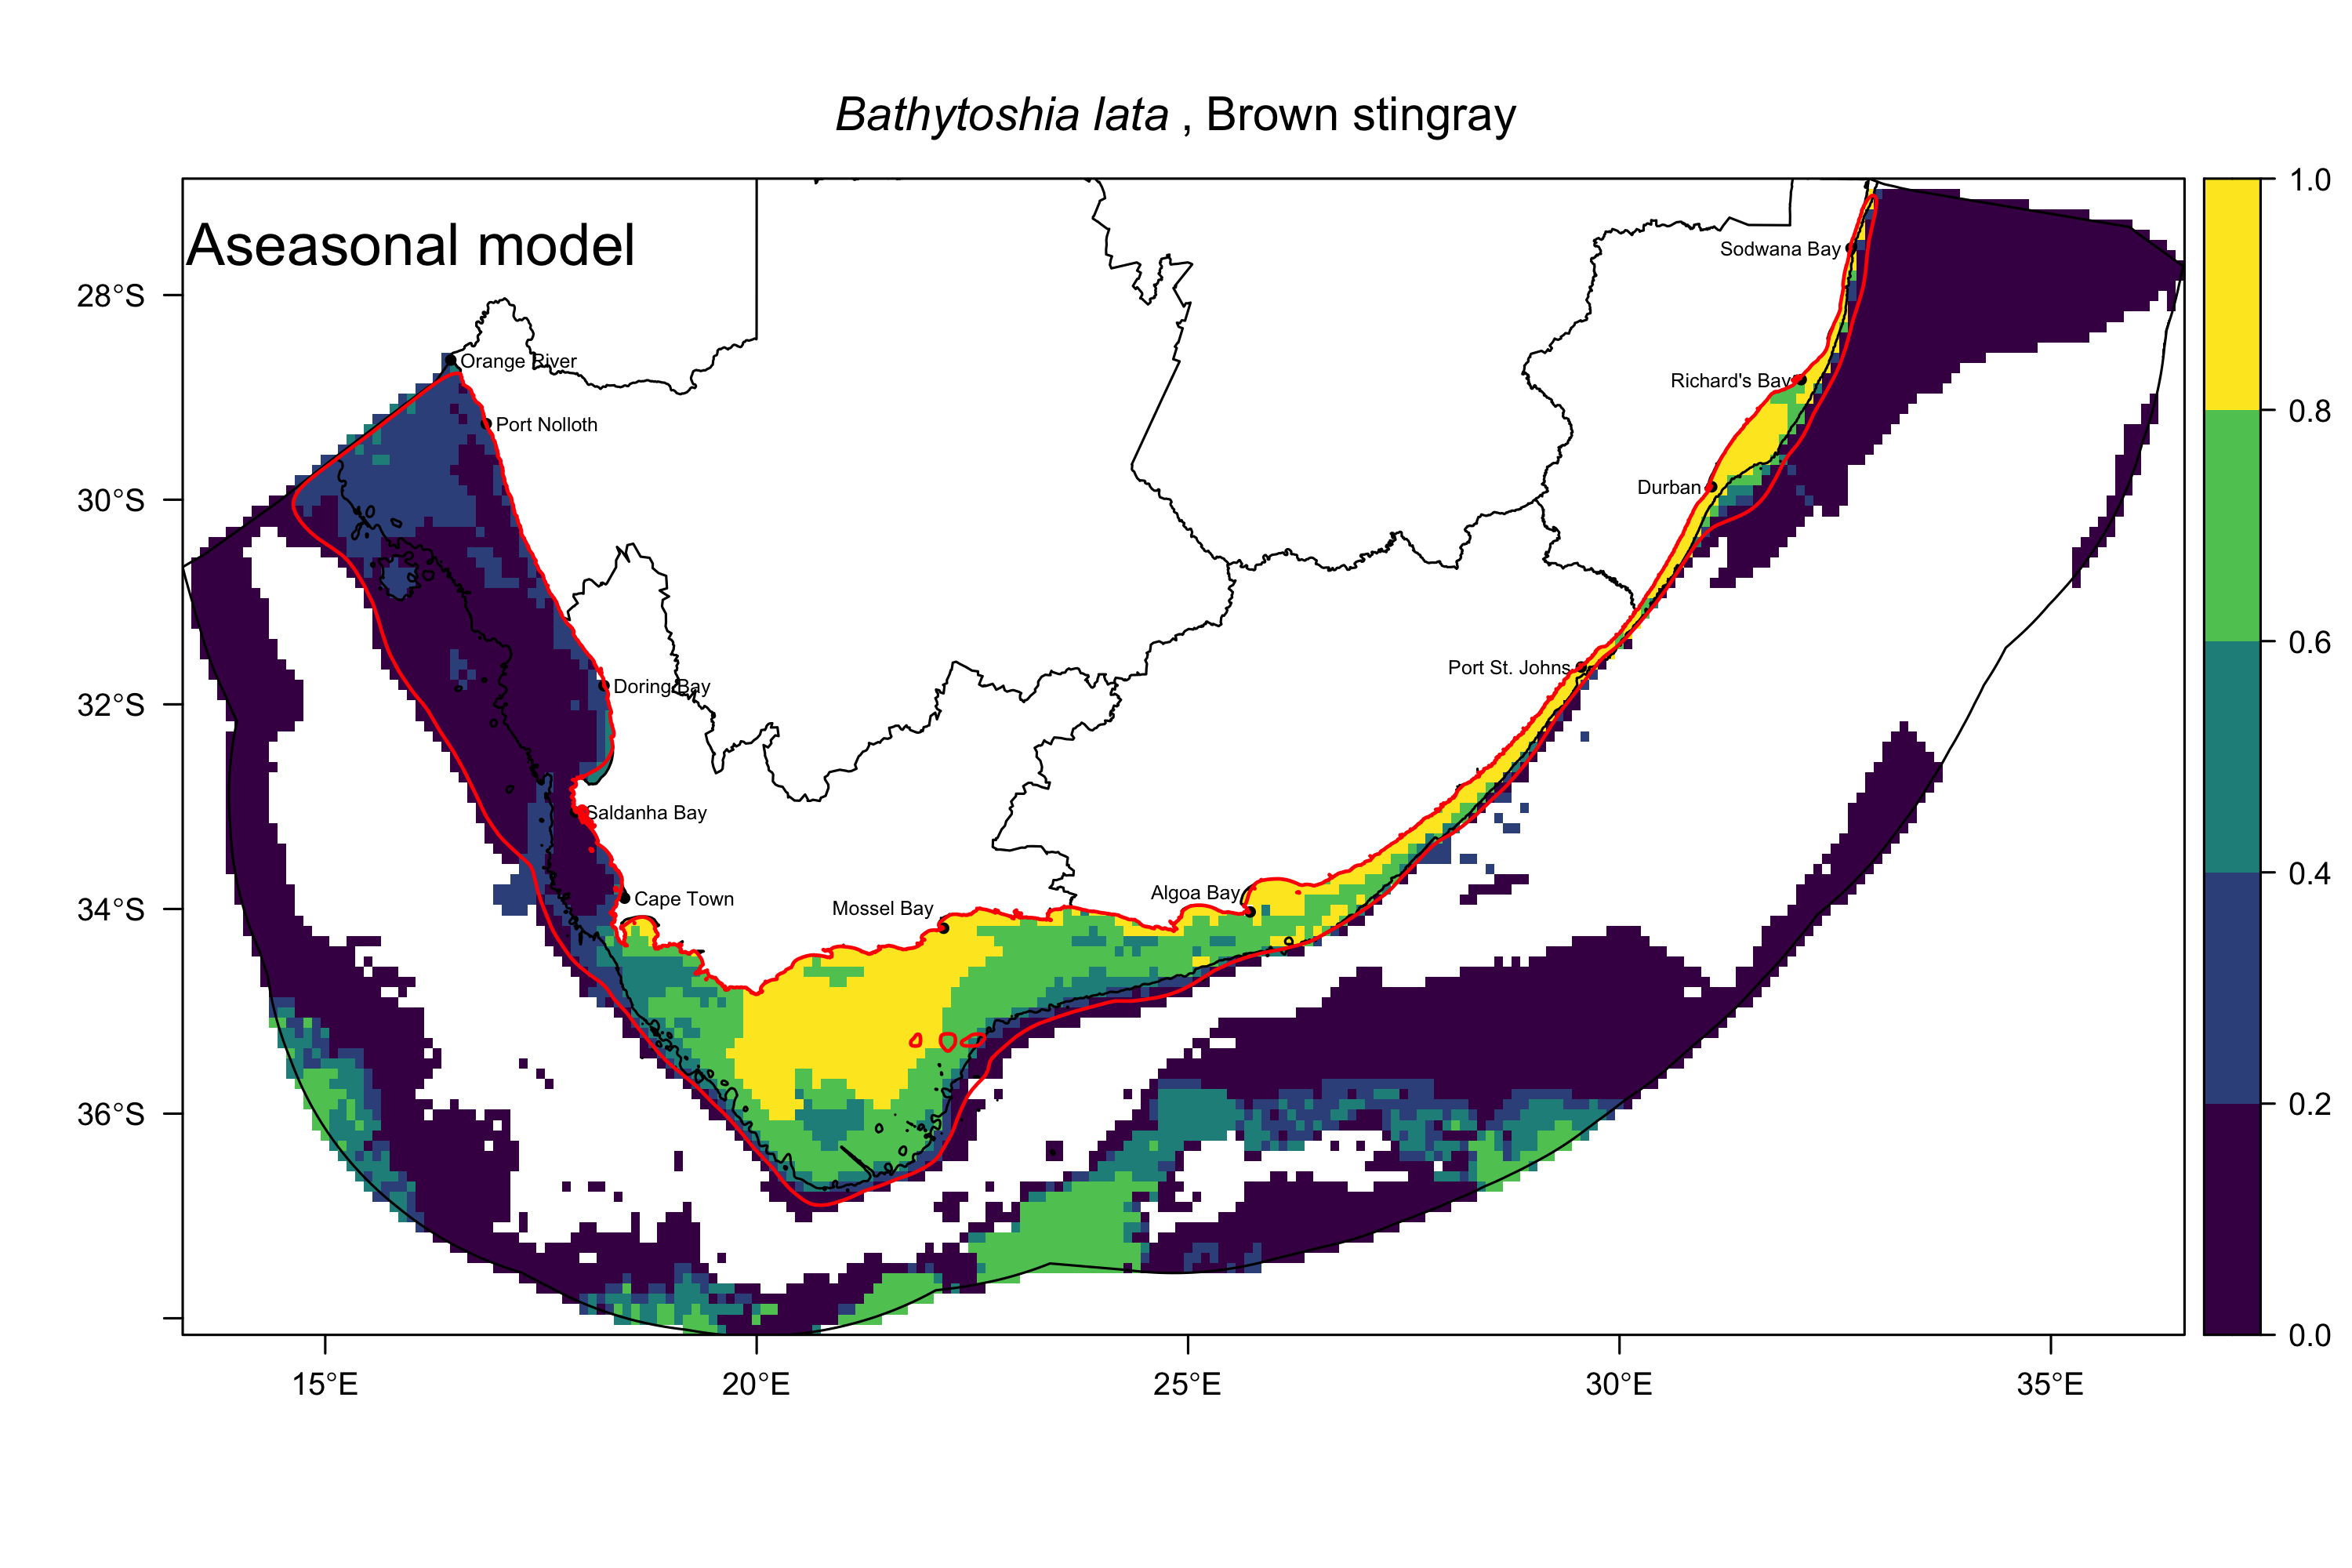 Bathytoshia lata , Brown stingray
Aseasonal model
1.0
0.8
0.6
0.4
0.2
0.0
28°S
30°S
32°S
34°S
36°S
15°E
20°E
25°E
30°E
35°E
Sodwana Bay
Orange River
Richard's Bay
Port Nolloth
Durban
Port St. Johns
Doring Bay
Saldanha Bay
Cape Town
Mossel Bay
Algoa Bay